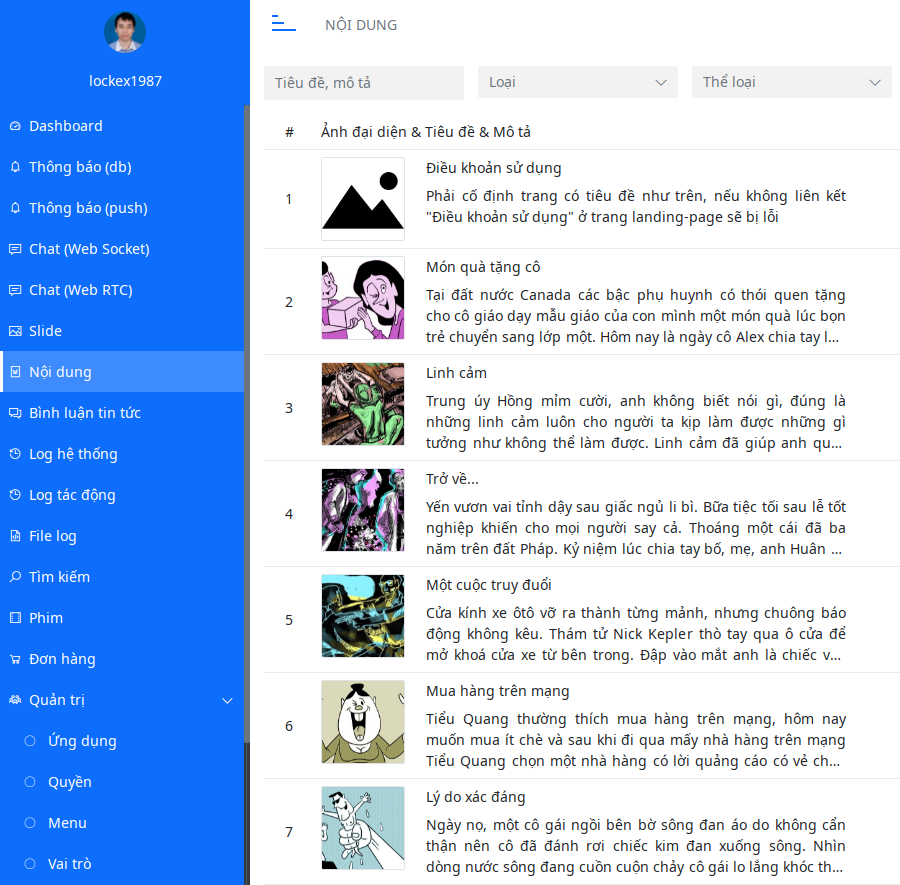 lockex1987
Dashboard
Thông báo (db)
Thông báo (push)
Chat (Web Socket)
Chat (Web RTC)
Slide
Nội dung
Bình luận tin tức
Log hệ thống
Log tác động
File log
Tìm kiếm
Phim
Đơn hàng
Quản trị
Ứng dụng
Quyền
Menu
Vai trò
NỘI DUNG
Tiêu đề, mô tả
Loại
Thể loại
# Ảnh đại diện & Tiêu đề & Mô tả
1
Điều khoản sử dụng
Phải cố định trang có tiêu đề như trên, nếu không liên kết
"Điều khoản sử dụng" ở trang landing-page sẽ bị lỗi
2
Món quà tặng cô
Tại đất nước Canada các bậc phụ huynh có thói quen tặng
cho cô giáo dạy mẫu giáo của con mình một món quà lúc bọn
trẻ chuyển sang lớp một. Hôm nay là ngày cô Alex chia tay l...
3
Linh cảm
Trung úy Hồng mỉm cười, anh không biết nói gì, đúng là
những linh cảm luôn cho người ta kịp làm được những gì
tưởng như không thể làm được. Linh cảm đã giúp anh qu...
4
Trở về...
Yến vươn vai tỉnh dậy sau giấc ngủ li bì. Bữa tiệc tối sau lễ tốt
nghiệp khiến cho mọi người say cả. Thoáng một cái đã ba
năm trên đất Pháp. Kỷ niệm lúc chia tay bố, mẹ, anh Huân ...
5
Một cuộc truy đuổi
Cửa kính xe ôtô vỡ ra thành từng mảnh, nhưng chuông báo
động không kêu. Thám tử Nick Kepler thò tay qua ô cửa để
mở khoá cửa xe từ bên trong. Đập vào mắt anh là chiếc v...
6
Mua hàng trên mạng
Tiểu Quang thường thích mua hàng trên mạng, hôm nay
muốn mua ít chè và sau khi đi qua mấy nhà hàng trên mạng
Tiểu Quang chọn một nhà hàng có lời quảng cáo có vẻ ch...
7
Lý do xác đáng
Ngày nọ, một cô gái ngồi bên bờ sông đan áo do không cẩn
thận nên cô đã đánh rơi chiếc kim đan xuống sông. Nhìn
dòng nước sông đang cuồn cuộn chảy cô gái lo lắng khóc th...